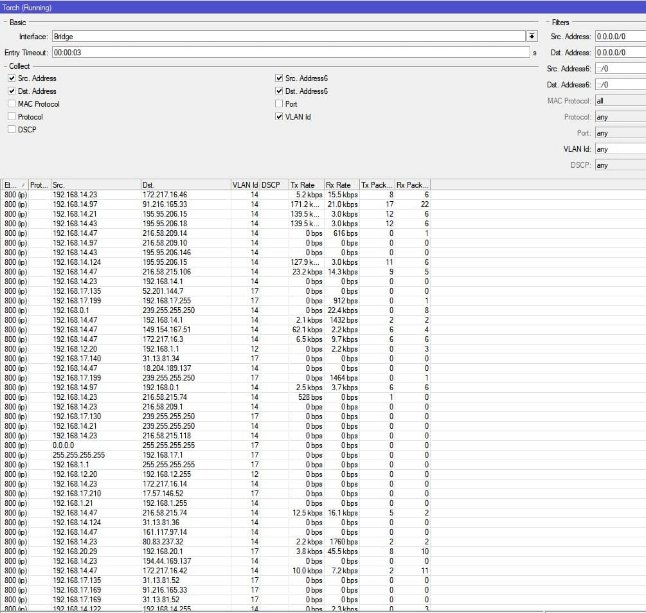 Torch (Running)
Basic
Interface: Bridge
Entry Timeout: 00:00:03 s
Collect
Src. Address
Dst. Address
MAC Protocol
Protocol
DSCP
Src. Address6
Dst. Address6
Port
VLAN Id
Filters
Src. Address: 0.0.0.0/0
Dst. Address: 0.0.0.0/0
Src. Address6: ::/0
Dst. Address6: ::/0
MAC Protocol: all
Protocol: any
Port: any
VLAN Id: any
DSCP: any
Et... Prot... Src. Dst. VLAN Id DSCP Tx Rate Rx Rate Tx Pack... Rx Pack...
800 (ip) 192.168.14.23 172.217.16.46 14 5.2 kbps 15.5 kbps 8 6
800 (ip) 192.168.14.97 91.216.165.33 14 171.2 k... 21.0 kbps 17 22
800 (ip) 192.168.14.21 195.95.206.15 14 139.5 k... 3.0 kbps 12 6
800 (ip) 192.168.14.43 195.95.206.18 14 139.5 k... 3.0 kbps 12 6
800 (ip) 192.168.14.47 216.58.209.14 14 0 bps 616 bps 0 1
800 (ip) 192.168.14.97 216.58.209.10 14 0 bps 0 bps 0 0
800 (ip) 192.168.14.43 195.95.206.146 14 0 bps 0 bps 0 0
800 (ip) 192.168.14.124 195.95.206.15 14 127.9 k... 3.0 kbps 11 6
800 (ip) 192.168.14.47 216.58.215.106 14 23.2 kbps 14.3 kbps 9 5
800 (ip) 192.168.14.23 192.168.14.1 14 0 bps 0 bps 0 0
800 (ip) 192.168.17.135 52.201.144.7 17 0 bps 0 bps 0 0
800 (ip) 192.168.17.199 192.168.17.255 17 0 bps 912 bps 0 1
800 (ip) 192.168.0.1 239.255.255.250 14 0 bps 22.4 kbps 0 8
800 (ip) 192.168.14.47 192.168.14.1 14 2.1 kbps 1432 bps 2 2
800 (ip) 192.168.14.47 149.154.167.51 14 62.1 kbps 2.2 kbps 6 4
800 (ip) 192.168.14.47 172.217.16.3 14 6.5 kbps 9.7 kbps 6 6
800 (ip) 192.168.12.20 192.168.1.1 12 0 bps 2.2 kbps 0 3
800 (ip) 192.168.17.140 31.13.81.34 17 0 bps 0 bps 0 0
800 (ip) 192.168.14.47 18.204.189.137 14 0 bps 0 bps 0 0
800 (ip) 192.168.17.199 239.255.255.250 17 0 bps 1464 bps 0 1
800 (ip) 192.168.14.97 192.168.0.1 14 2.5 kbps 3.7 kbps 6 6
800 (ip) 192.168.14.23 216.58.215.74 14 528 bps 0 bps 1 0
800 (ip) 192.168.14.23 216.58.209.1 14 0 bps 0 bps 0 0
800 (ip) 192.168.17.130 239.255.255.250 17 0 bps 0 bps 0 0
800 (ip) 192.168.14.21 239.255.255.250 14 0 bps 0 bps 0 0
800 (ip) 192.168.14.23 216.58.215.118 14 0 bps 0 bps 0 0
800 (ip) 0.0.0.0 255.255.255.255 17 0 bps 0 bps 0 0
800 (ip) 255.255.255.255 192.168.17.1 17 0 bps 0 bps 0 0
800 (ip) 192.168.1.1 255.255.255.255 17 0 bps 0 bps 0 0
800 (ip) 192.168.12.20 192.168.12.255 12 0 bps 0 bps 0 0
800 (ip) 192.168.14.23 172.217.16.14 14 0 bps 0 bps 0 0
800 (ip) 192.168.17.210 17.57.146.52 17 0 bps 0 bps 0 0
800 (ip) 192.168.1.21 192.168.1.255 14 0 bps 0 bps 0 0
800 (ip) 192.168.14.47 216.58.215.74 14 12.5 kbps 16.1 kbps 5 2
800 (ip) 192.168.14.124 31.13.81.36 14 0 bps 0 bps 0 0
800 (ip) 192.168.14.47 161.117.97.14 14 0 bps 0 bps 0 0
800 (ip) 192.168.14.23 80.83.237.32 14 2.2 kbps 1760 bps 2 2
800 (ip) 192.168.20.29 192.168.20.1 17 3.8 kbps 45.5 kbps 8 10
800 (ip) 192.168.14.23 194.44.169.137 14 0 bps 0 bps 0 0
800 (ip) 192.168.14.47 172.217.16.42 14 10.0 kbps 7.2 kbps 2 11
800 (ip) 192.168.17.135 31.13.81.52 17 0 bps 0 bps 0 0
800 (ip) 192.168.17.169 91.216.165.33 17 0 bps 0 bps 0 0
800 (ip) 192.168.17.169 31.13.81.52 17 0 bps 0 bps 0 0
800 (ip) 192.168.14.122 192.168.14.255 14 0 bps 2.3 kbps 0 3